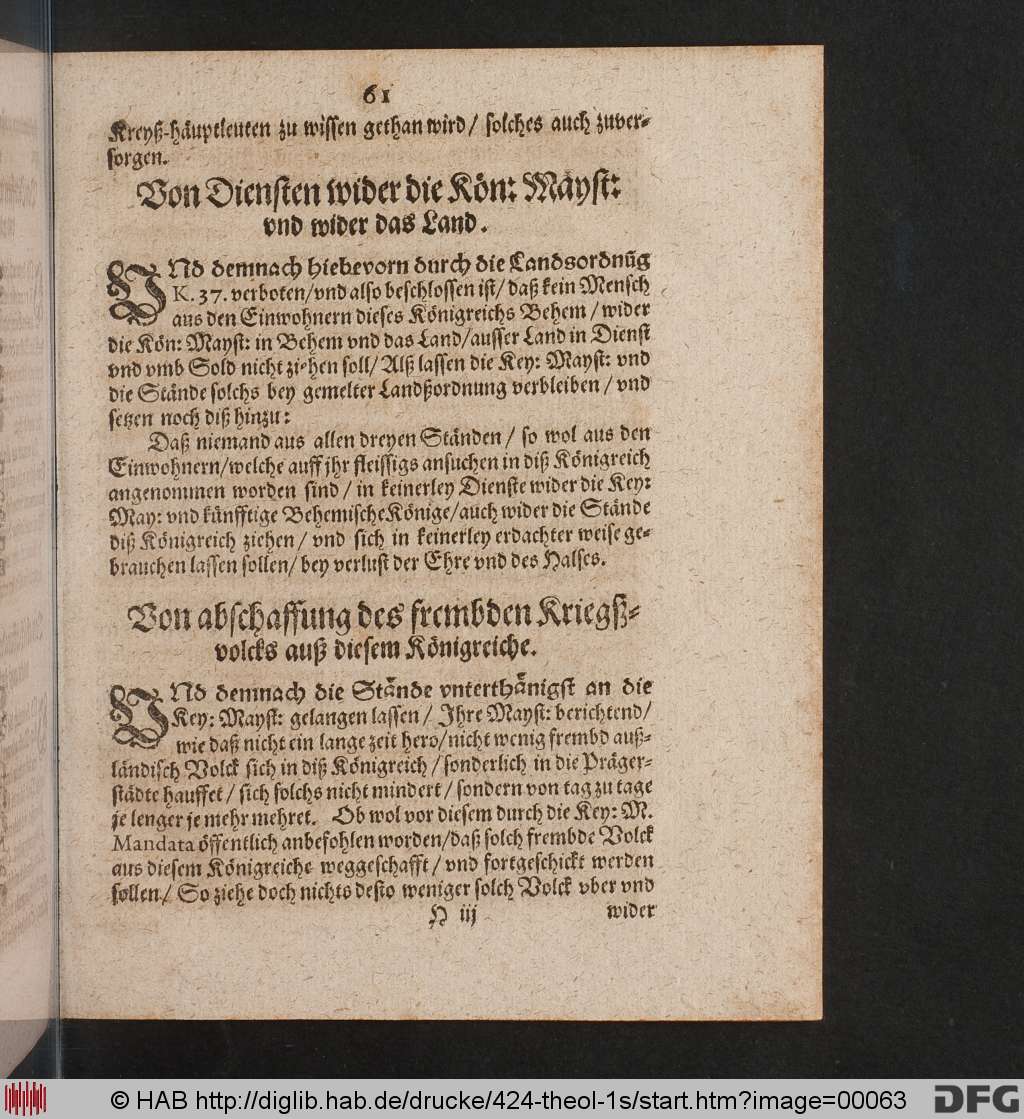 61
Kreyß-häuptleuten zu wissen gethan wird/ solches auch zuver-
sorgen.
Von Diensten wider die Kön: Mäyst:
vnd wider das Land.
VNd demnach hiebevorn durch die Landsordnũg
K. 37. verboten/vnd also beschlossen ist/ daß kein Mensch
aus den Einwohnern dieses Königreichs Behem / wider
die Kön: Mayst: in Behem vnd das Land/ausser Land in Dienst
vnd vmb Sold nicht ziehen soll/ Alß lassen die Key: Mayst: vnd
die Stände solchs bey gemelter Landßordnung verbleiben / vnd
setzen noch diß hinzu:
Daß niemand aus allen dreyen Ständen / so wol aus den
Einwohnern/welche auff jhr fleissigs ansuchen in diß Königreich
angenommen worden sind / in keinerley Dienste wider die Key:
May: vnd künfftige Behemische Könige/auch wider die Stände
diß Königreich ziehen / vnd sich in keinerley erdachter weise ge-
brauchen lassen sollen/ bey verlust der Ehre vnd des Halses.
Von abschaffung des frembden Kriegß-
volcks auß diesem Königreiche.
VNd demnach die Stände vnterthänigst an die
Key: Mayst: gelangen lassen / Ihre Mayst: berichtend/
wie daß nicht ein lange zeit hero/nicht wenig frembd auß-
ländisch Volck sich in diß Königreich / sonderlich in die Präger-
städte hauffet / sich solchs nicht mindert / sondern von tag zu tage
je lenger je mehr mehret. Ob wol vor diesem durch die Key: M.
Mandata öffentlich anbefohlen worden/daß solch frembde Volck
aus diesem Königreiche weggeschafft / vnd fortgeschickt werden
sollen / So ziehe doch nichts desto weniger solch Volck vber vnd
H iij wider
© HAB http://diglib.hab.de/drucke/424-theol-1s/start.htm?image=00063
DFG